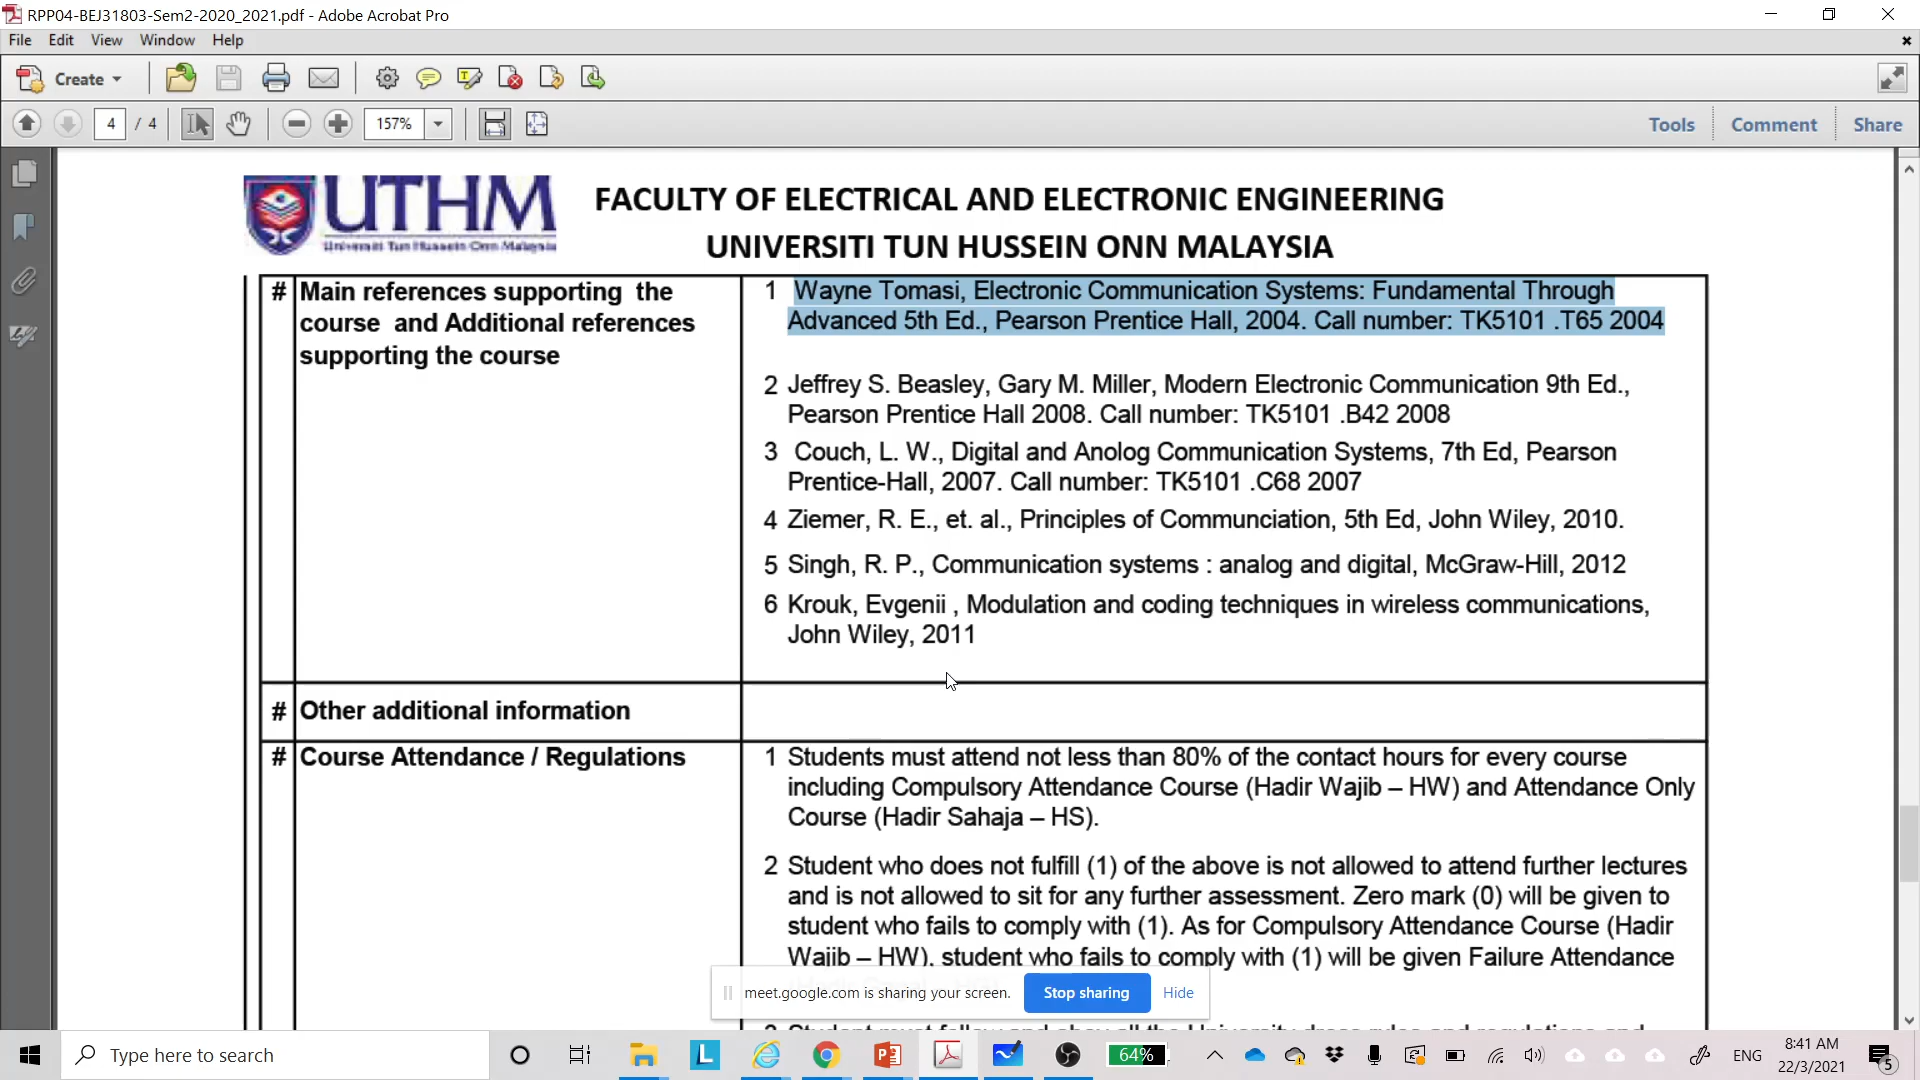 RPP04-BEJ31803-Sem2-2020_2021.pdf - Adobe Acrobat Pro
File Edit View Window Help
Create
4 / 4 157% Tools Comment Share
UTHM
Universiti Tun Hussein Onn Malaysia
FACULTY OF ELECTRICAL AND ELECTRONIC ENGINEERING
UNIVERSITI TUN HUSSEIN ONN MALAYSIA
# Main references supporting the
course and Additional references
supporting the course
1 Wayne Tomasi, Electronic Communication Systems: Fundamental Through
Advanced 5th Ed., Pearson Prentice Hall, 2004. Call number: TK5101 .T65 2004
2 Jeffrey S. Beasley, Gary M. Miller, Modern Electronic Communication 9th Ed.,
Pearson Prentice Hall 2008. Call number: TK5101 .B42 2008
3 Couch, L. W., Digital and Anolog Communication Systems, 7th Ed, Pearson
Prentice-Hall, 2007. Call number: TK5101 .C68 2007
4 Ziemer, R. E., et. al., Principles of Communciation, 5th Ed, John Wiley, 2010.
5 Singh, R. P., Communication systems : analog and digital, McGraw-Hill, 2012
6 Krouk, Evgenii , Modulation and coding techniques in wireless communications,
John Wiley, 2011
# Other additional information
# Course Attendance / Regulations
1 Students must attend not less than 80% of the contact hours for every course
including Compulsory Attendance Course (Hadir Wajib – HW) and Attendance Only
Course (Hadir Sahaja – HS).
2 Student who does not fulfill (1) of the above is not allowed to attend further lectures
and is not allowed to sit for any further assessment. Zero mark (0) will be given to
student who fails to comply with (1). As for Compulsory Attendance Course (Hadir
Wajib – HW), student who fails to comply with (1) will be given Failure Attendance
meet.google.com is sharing your screen. Stop sharing Hide
Type here to search
64%
ENG
8:41 AM
22/3/2021
5